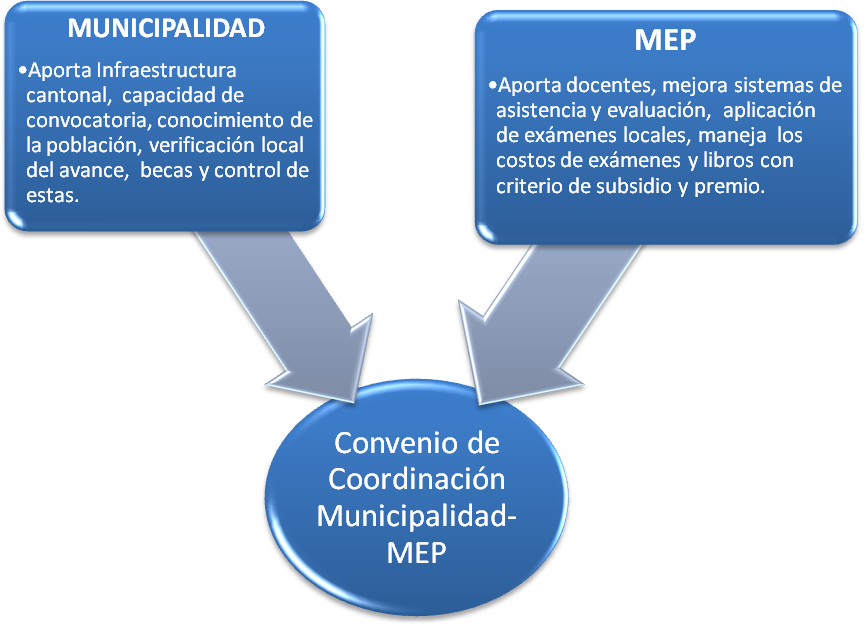 MUNICIPALIDAD
•Aporta Infraestructura
cantonal, capacidad de
convocatoria, conocimiento de
la población, verificación local
del avance, becas y control de
estas.
MEP
•Aporta docentes, mejora sistemas de
asistencia y evaluación, aplicación
de exámenes locales, maneja los
costos de exámenes y libros con
criterio de subsidio y premio.
Convenio de
Coordinación
Municipalidad-
MEP